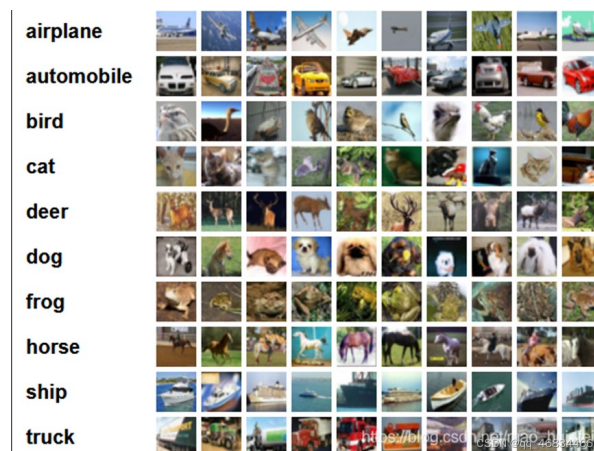 airplane
automobile
bird
cat
deer
dog
frog
horse
ship
truck